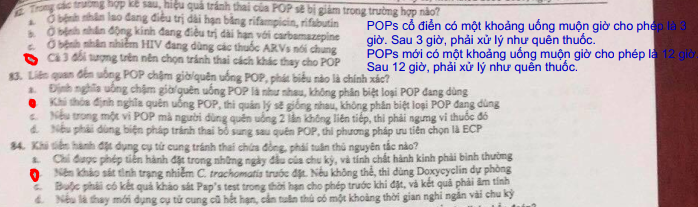 82. Trong các trường hợp kể sau, hiệu quả tránh thai của POP sẽ bị giảm trong trường hợp nào?
a. Ở bệnh nhân lao đang điều trị dài hạn bằng rifampicin, rifabutin
b. Ở bệnh nhân động kinh đang điều trị dài hạn với carbamazepine
c. Ở bệnh nhân nhiễm HIV đang dùng các thuốc ARVs nói chung
Cả 3 đối tượng trên nên chọn tránh thai cách khác thay cho POP
POPs cổ điển có một khoảng uống muộn giờ cho phép là 3
giờ. Sau 3 giờ, phải xử lý như quên thuốc.
POPs mới có một khoảng uống muộn giờ cho phép là 12 giờ
Sau 12 giờ, phải xử lý như quên thuốc.
83. Liên quan đến uống POP chậm giờ/quên uống POP, phát biểu nào là chính xác?
a. Định nghĩa uống chậm giờ/quên uống POP là như nhau, không phân biệt loại POP đang dùng
Khi thỏa định nghĩa quên uống POP, thì quản lý sẽ giống nhau, không phân biệt loại POP đang dùng
c. Nếu trong một vỉ POP mà người dùng quên uống 2 lần không liên tiếp, thì phải ngưng vỉ thuốc đó
d. Nếu phải dùng biện pháp tránh thai bổ sung sau quên POP, thì phương pháp ưu tiên chọn là ECP
84. Khi tiến hành đặt dụng cụ tử cung tránh thai chứa đồng, phải tuân thủ nguyên tắc nào?
a. Chỉ được phép tiến hành đặt trong những ngày đầu của chu kỳ, và tính chất hành kinh phải bình thường
Nên khảo sát tình trạng nhiễm C. trachomatis trước đặt. Nếu không thể, thì dùng Doxycyclin dự phòng
c. Buộc phải có kết quả khảo sát Pap's test trong thời hạn cho phép trước khi đặt, và kết quả phải âm tính
d. Nếu là thay mới dụng cụ tử cung cũ hết hạn, cần tuân thủ có một khoảng thời gian nghỉ ngắn vài chu kỳ